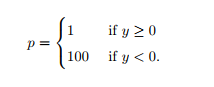 p = { 1 if y ≥ 0
100 if y < 0.